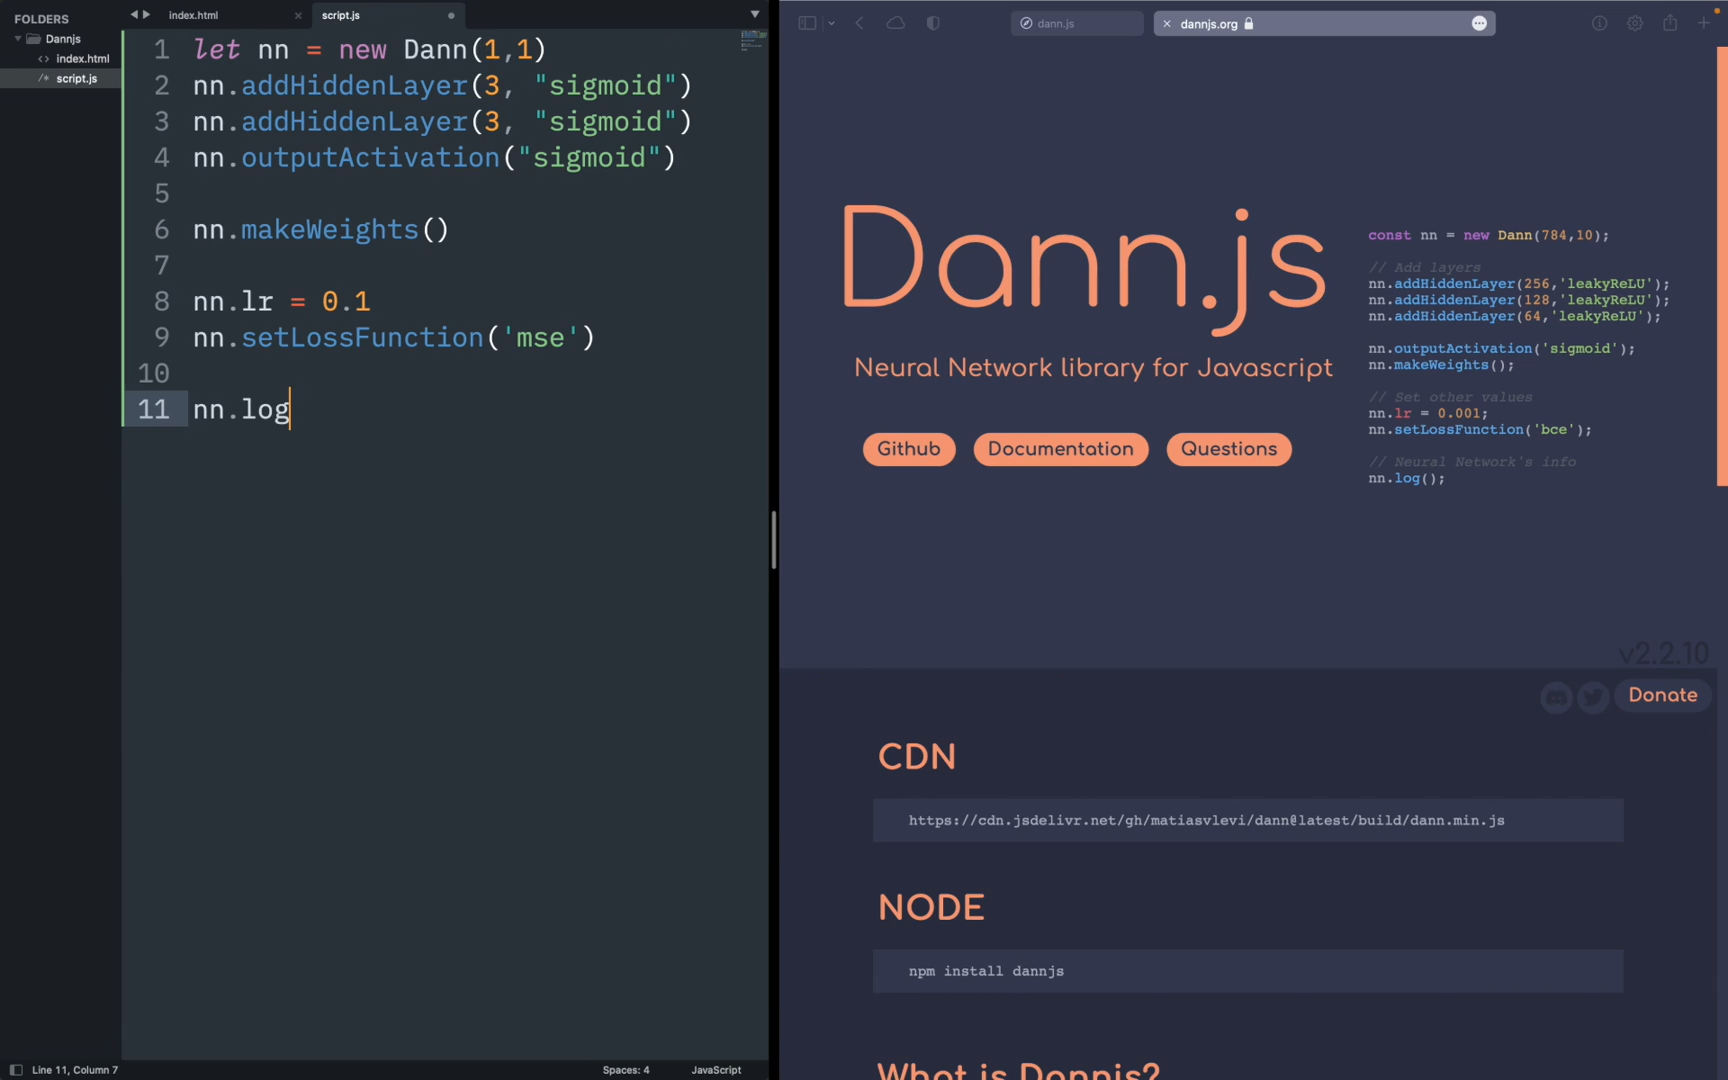 FOLDERS
Dannjs
<> index.html
/* script.js
index.html
script.js
1 let nn = new Dann(1,1)
2 nn.addHiddenLayer(3, "sigmoid")
3 nn.addHiddenLayer(3, "sigmoid")
4 nn.outputActivation("sigmoid")
5
6 nn.makeWeights()
7
8 nn.lr = 0.1
9 nn.setLossFunction('mse')
10
11 nn.log
Line 11, Column 7
Spaces: 4
JavaScript
dann.js
dannjs.org
Dann.js
Neural Network library for Javascript
Github
Documentation
Questions
const nn = new Dann(784,10);
// Add layers
nn.addHiddenLayer(256,'leakyReLU');
nn.addHiddenLayer(128,'leakyReLU');
nn.addHiddenLayer(64,'leakyReLU');
nn.outputActivation('sigmoid');
nn.makeWeights();
// Set other values
nn.lr = 0.001;
nn.setLossFunction('bce');
// Neural Network's info
nn.log();
v2.2.10
Donate
CDN
https://cdn.jsdelivr.net/gh/matiasvlevi/dann@latest/build/dann.min.js
NODE
npm install dannjs
What is Dannjs?